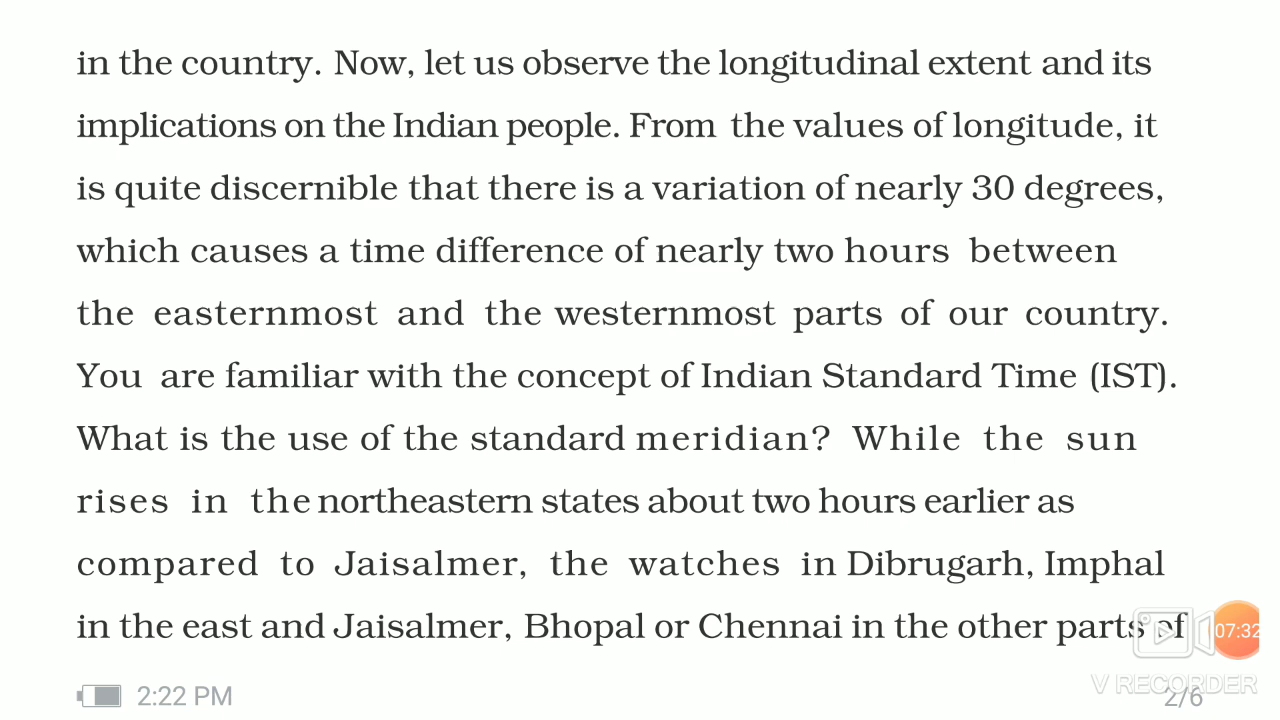 in the country. Now, let us observe the longitudinal extent and its
implications on the Indian people. From the values of longitude, it
is quite discernible that there is a variation of nearly 30 degrees,
which causes a time difference of nearly two hours between
the easternmost and the westernmost parts of our country.
You are familiar with the concept of Indian Standard Time (IST).
What is the use of the standard meridian? While the sun
rises in the northeastern states about two hours earlier as
compared to Jaisalmer, the watches in Dibrugarh, Imphal
in the east and Jaisalmer, Bhopal or Chennai in the other parts of
07:32
V RECORDER
2:22 PM
2/6